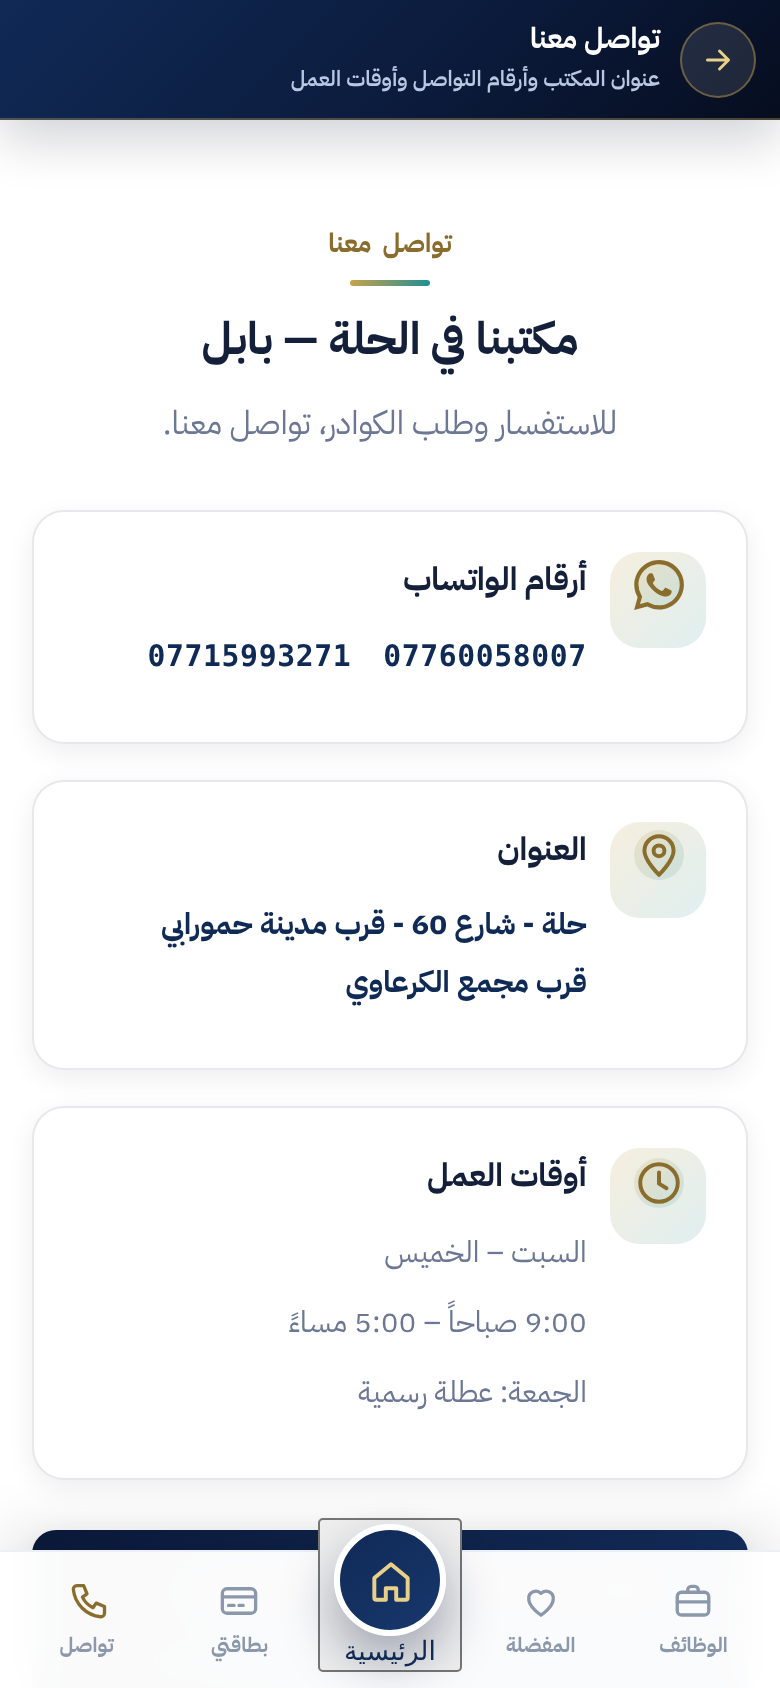 تواصل معنا
عنوان المكتب وأرقام التواصل وأوقات العمل
تواصل معنا
مكتبنا في الحلة – بابل
للاستفسار وطلب الكوادر، تواصل معنا.
أرقام الواتساب
07760058007 07715993271
العنوان
حلة - شارع 60 - قرب مدينة حمورابي
قرب مجمع الكرعاوي
أوقات العمل
السبت – الخميس
9:00 صباحاً – 5:00 مساءً
الجمعة: عطلة رسمية
الوظائف
المفضلة
الرئيسية
بطاقتي
تواصل